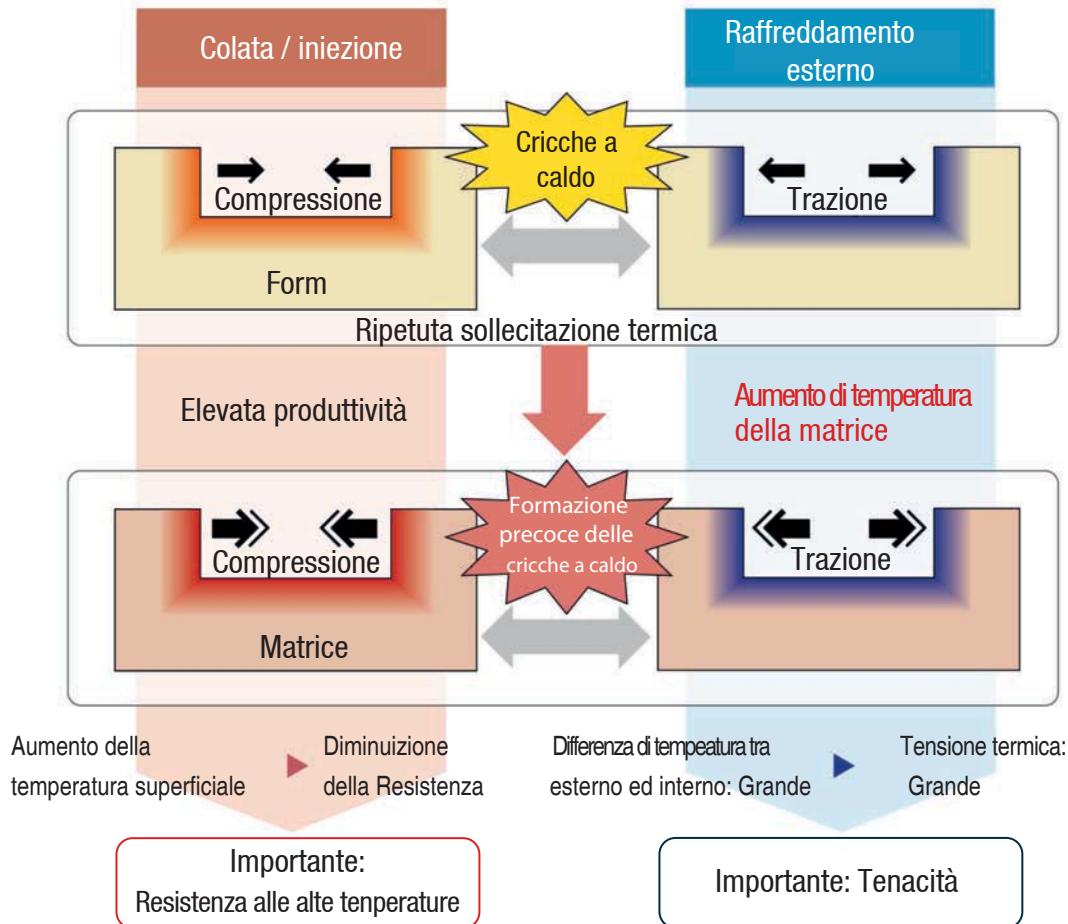 Colata / iniezione
Raffreddamento
esterno
Cricche a
caldo
Compressione
Trazione
Form
Ripetuta sollecitazione termica
Elevata produttività
Aumento di temperatura
della matrice
Formazione
precoce delle
cricche a caldo
Compressione
Trazione
Matrice
Aumento della
temperatura superficiale
Diminuizione
della Resistenza
Differenza di tempeatura tra
esterno ed interno: Grande
Tensione termica:
Grande
Importante:
Resistenza alle alte tenperature
Importante: Tenacità